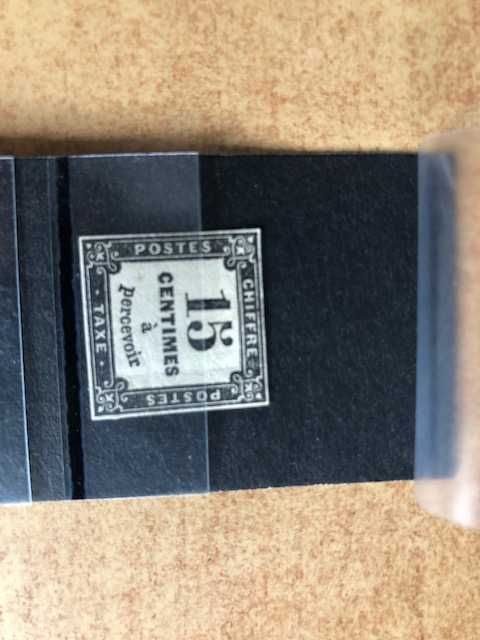 CHIFFRE
POSTES
15
CENTIMES
à
percevoir
POSTES
· TAXE ·